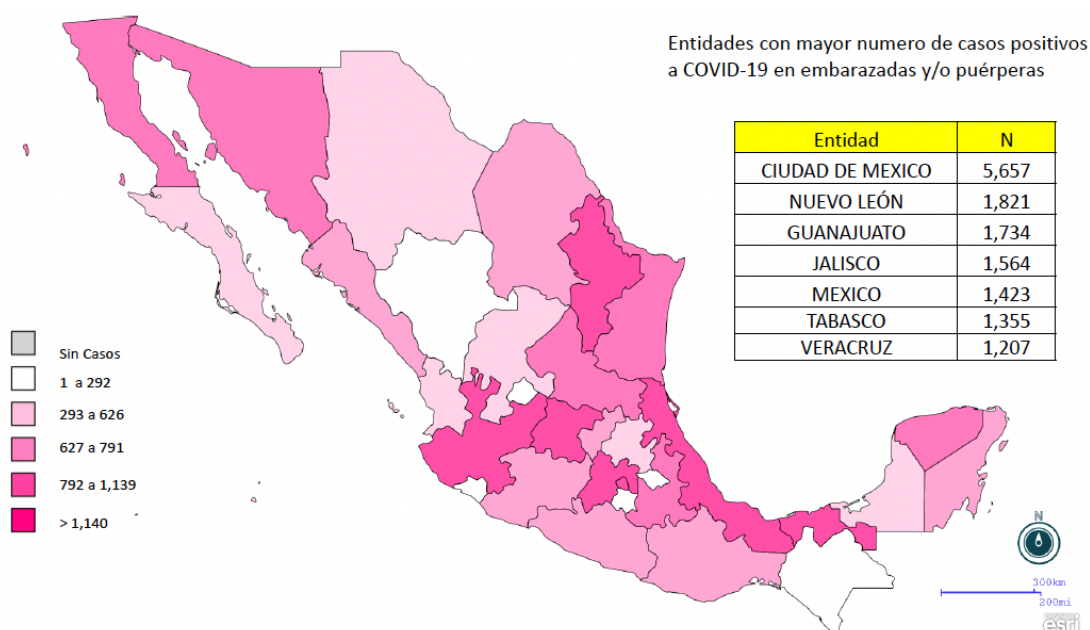 Entidades con mayor numero de casos positivos
a COVID-19 en embarazadas y/o puérperas
Entidad N
CIUDAD DE MEXICO 5,657
NUEVO LEÓN 1,821
GUANAJUATO 1,734
JALISCO 1,564
MEXICO 1,423
TABASCO 1,355
VERACRUZ 1,207
Sin Casos
1 a 292
293 a 626
627 a 791
792 a 1,139
> 1,140
N
300km
200mi
esri